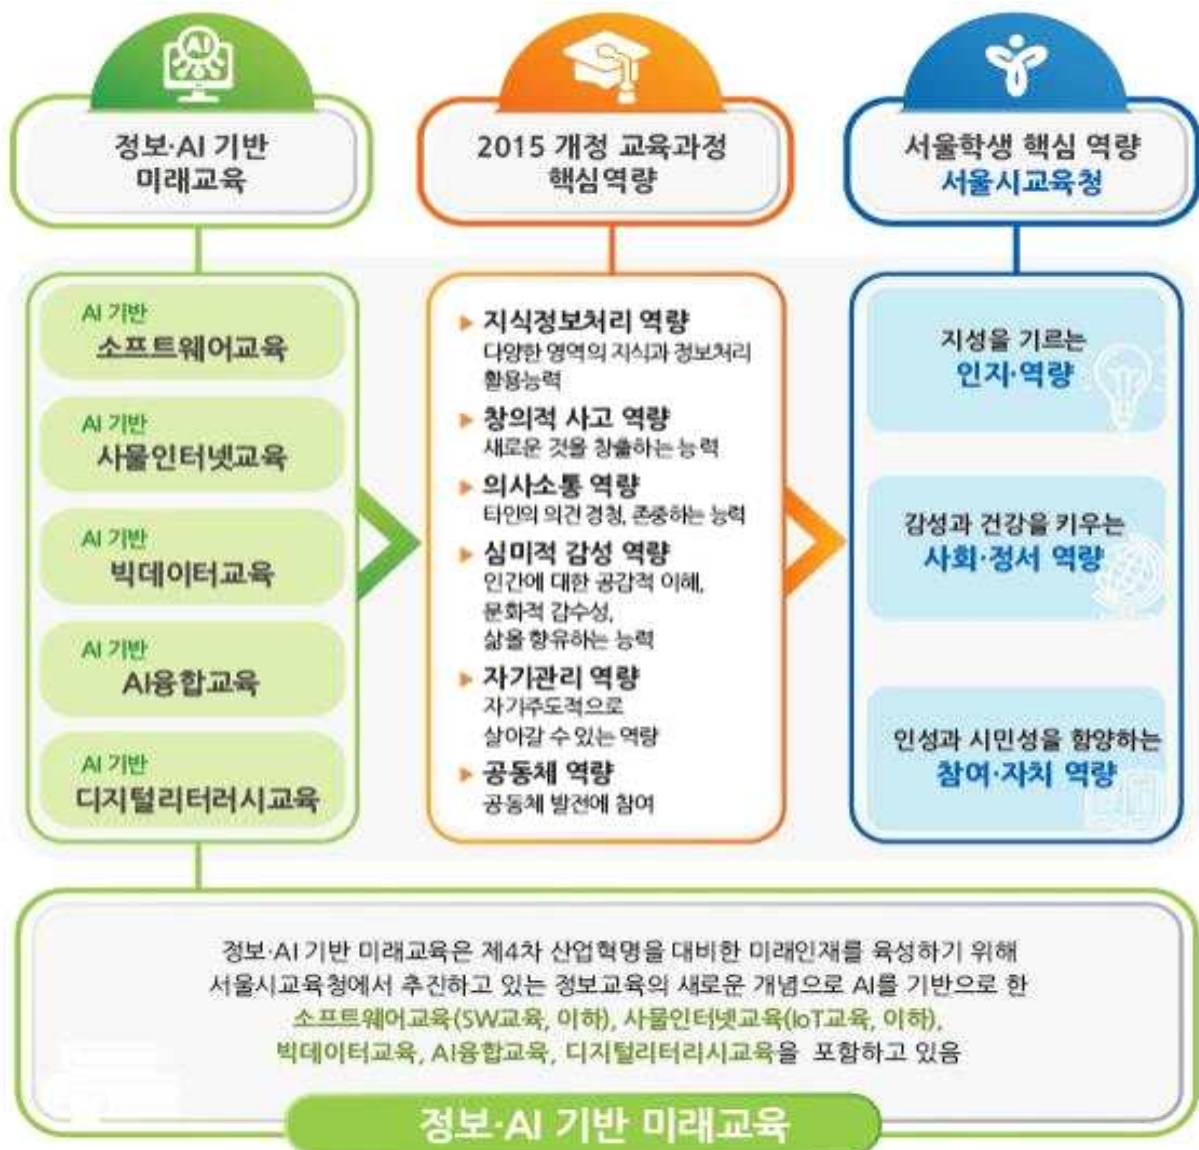 AI
정보·AI 기반
미래교육
2015 개정 교육과정
핵심역량
서울학생 핵심 역량
서울시교육청
AI 기반
소프트웨어교육
AI 기반
사물인터넷교육
AI 기반
빅데이터교육
AI 기반
AI융합교육
AI 기반
디지털리터러시교육
지식정보처리 역량
다양한 영역의 지식과 정보처리
활용능력
창의적 사고 역량
새로운 것을 창출하는 능력
의사소통 역량
타인의 의견 경청, 존중하는 능력
심미적 감성 역량
인간에 대한 공감적 이해,
문화적 감수성,
삶을 향유하는 능력
자기관리 역량
자기주도적으로
살아갈 수 있는 역량
공동체 역량
공동체 발전에 참여
지성을 기르는
인지·역량
감성과 건강을 키우는
사회·정서 역량
인성과 시민성을 함양하는
참여·자치 역량
정보·AI 기반 미래교육은 제4차 산업혁명을 대비한 미래인재를 육성하기 위해
서울시교육청에서 추진하고 있는 정보교육의 새로운 개념으로 AI를 기반으로 한
소프트웨어교육(SW교육, 이하), 사물인터넷교육(IoT교육, 이하),
빅데이터교육, AI융합교육, 디지털리터리시교육을 포함하고 있음
정보·AI 기반 미래교육